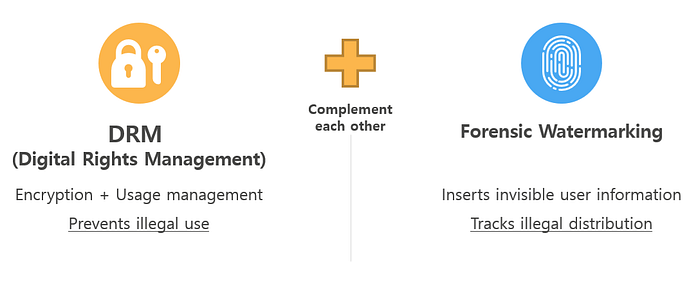 DRM
(Digital Rights Management)
Encryption + Usage management
Prevents illegal use
Complement
each other
Forensic Watermarking
Inserts invisible user information
Tracks illegal distribution